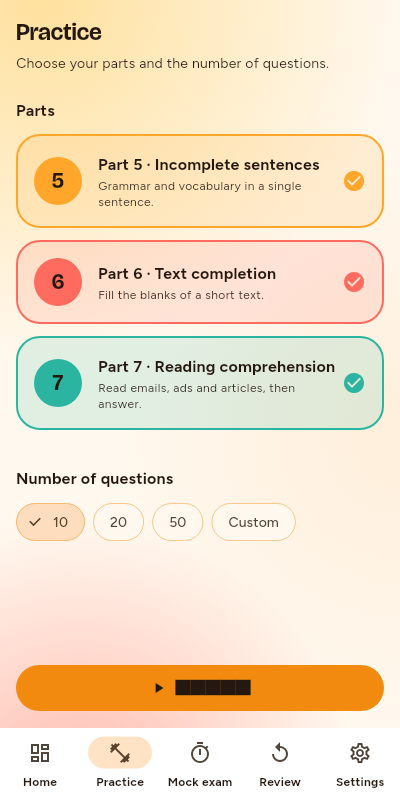 Practice
Choose your parts and the number of questions.
Parts
5
Part 5 · Incomplete sentences
Grammar and vocabulary in a single
sentence.
6
Part 6 · Text completion
Fill the blanks of a short text.
7
Part 7 · Reading comprehension
Read emails, ads and articles, then
answer.
Number of questions
10
20
50
Custom
Home
Practice
Mock exam
Review
Settings